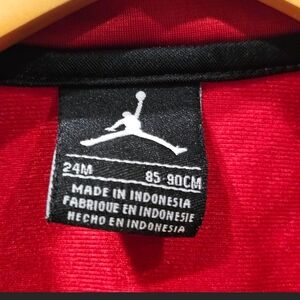 24M 85-90CM
MADE IN INDONESIA
FABRIQUE EN INDONESIE
HECHO EN INDONESIA